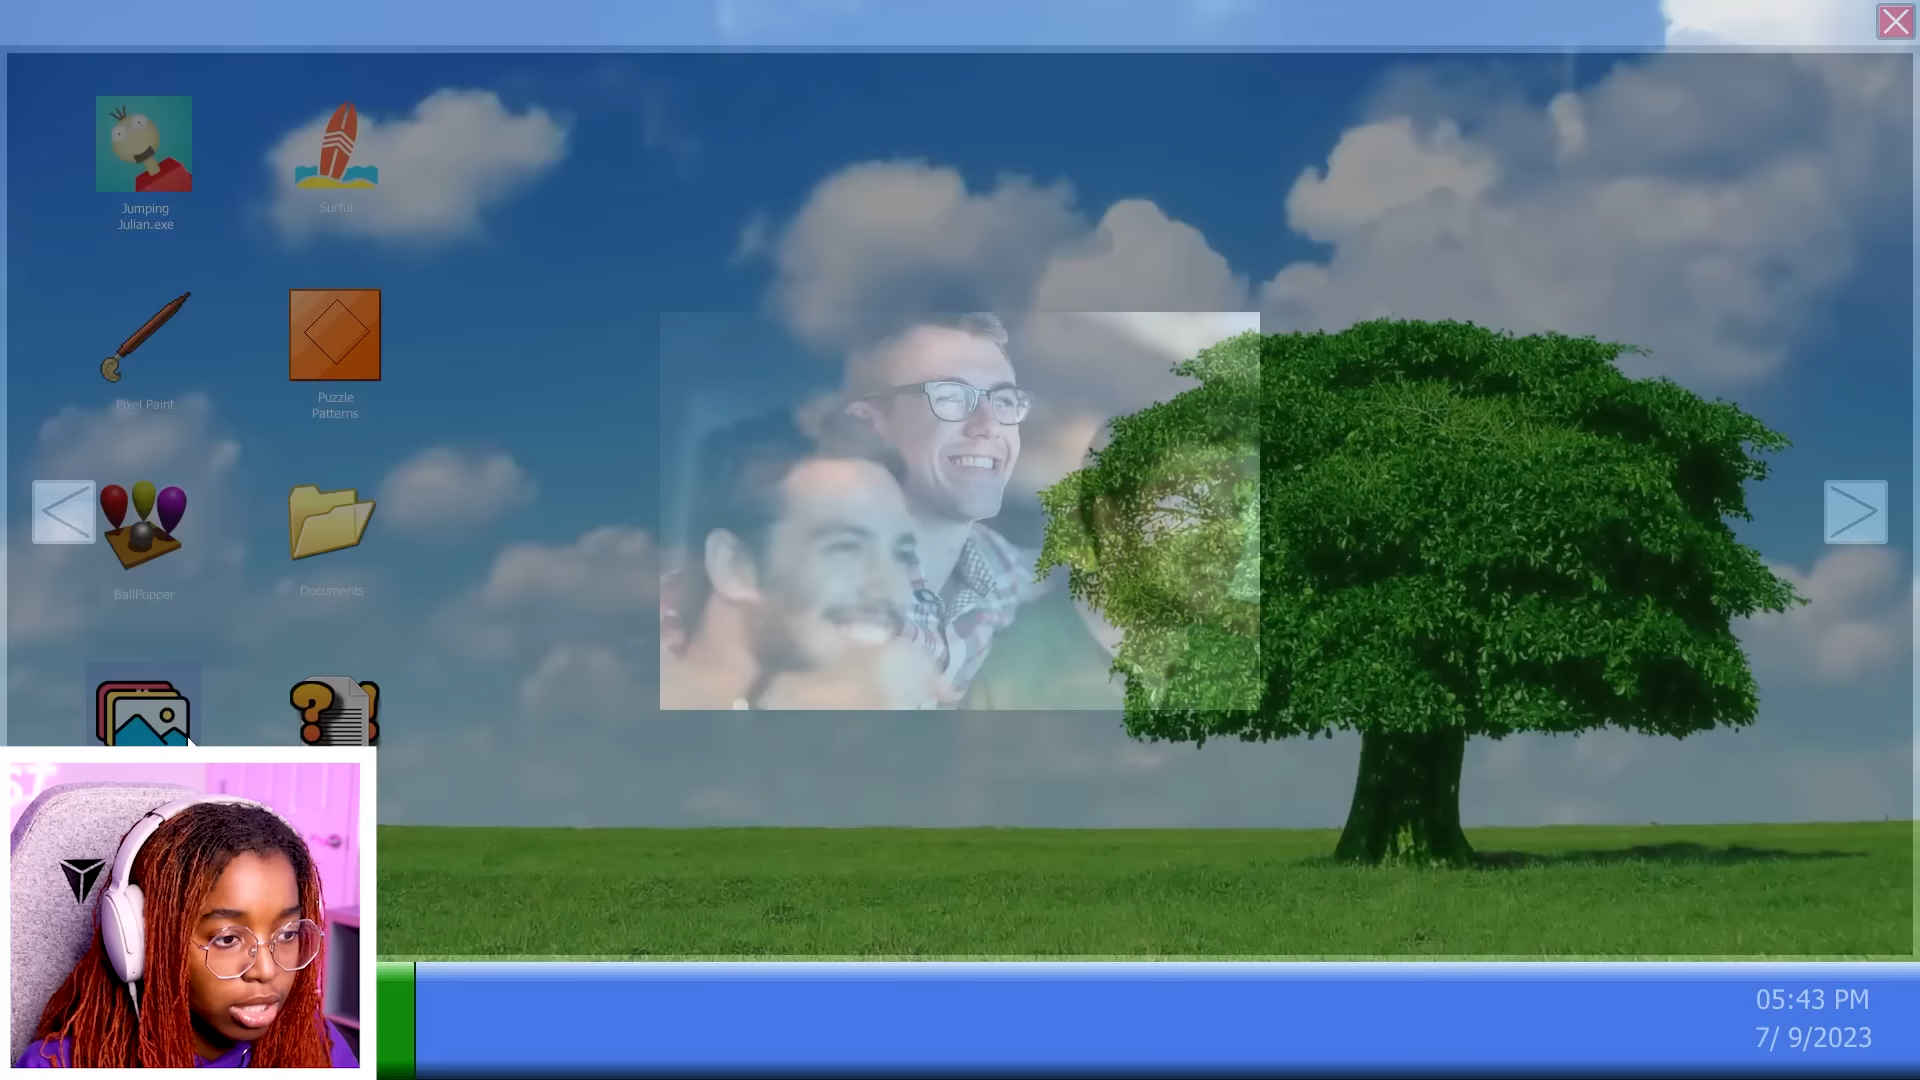 Jumping
Julian.exe
Surfur
Pixel Paint
Puzzle
Patterns
BallPopper
Documents
05:43 PM
7/ 9/2023